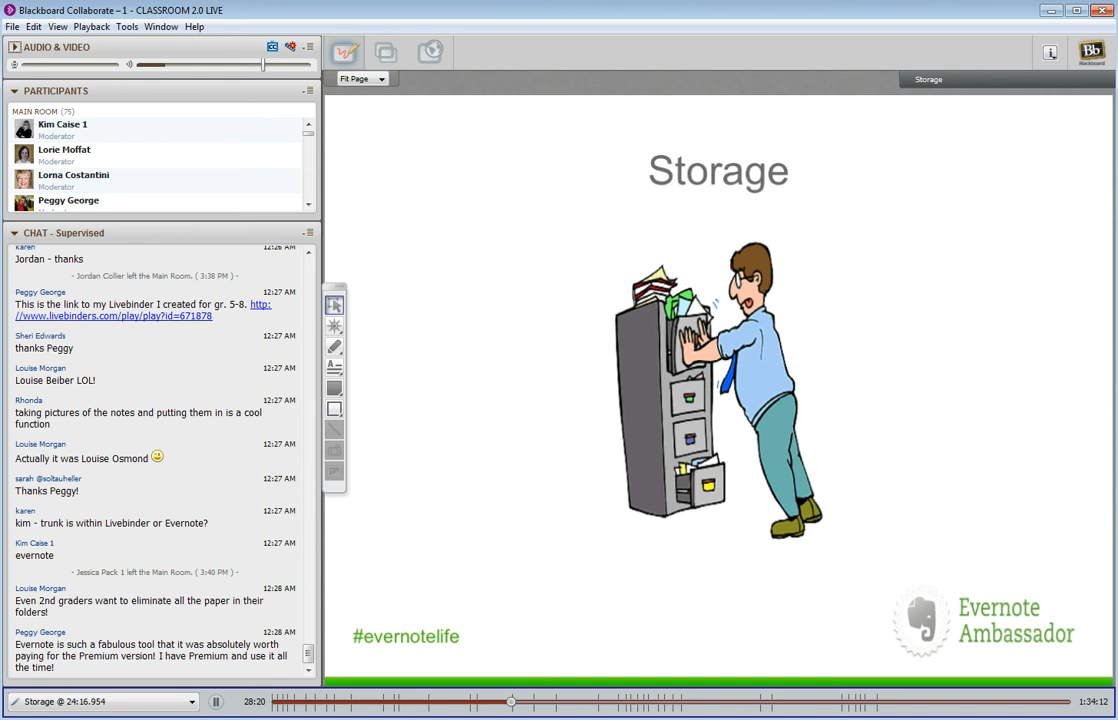 Blackboard Collaborate – 1 - CLASSROOM 2.0 LIVE
File Edit View Playback Tools Window Help
AUDIO & VIDEO
PARTICIPANTS
MAIN ROOM (75)
Kim Caise 1
Moderator
Lorie Moffat
Moderator
Lorna Costantini
Moderator
Peggy George
CHAT - Supervised
karen 12:26 AM
Jordan - thanks
- Jordan Collier left the Main Room. ( 3:38 PM ) -
Peggy George 12:27 AM
This is the link to my Livebinder I created for gr. 5-8. http:
//www.livebinders.com/play/play?id=671878
Sheri Edwards 12:27 AM
thanks Peggy
Louise Morgan 12:27 AM
Louise Beiber LOL!
Rhonda 12:27 AM
taking pictures of the notes and putting them in is a cool
function
Louise Morgan 12:27 AM
Actually it was Louise Osmond
sarah @soltauheller 12:27 AM
Thanks Peggy!
karen 12:27 AM
kim - trunk is within Livebinder or Evernote?
Kim Caise 1 12:27 AM
evernote
- Jessica Pack 1 left the Main Room. ( 3:40 PM ) -
Louise Morgan 12:28 AM
Even 2nd graders want to eliminate all the paper in their
folders!
Peggy George 12:28 AM
Evernote is such a fabulous tool that it was absolutely worth
paying for the Premium version! I have Premium and use it all
the time!
Fit Page
Storage
Bb
Blackboard
Storage
#evernotelife
Evernote
Ambassador
Storage @ 24:16.954
28:20
1:34:12